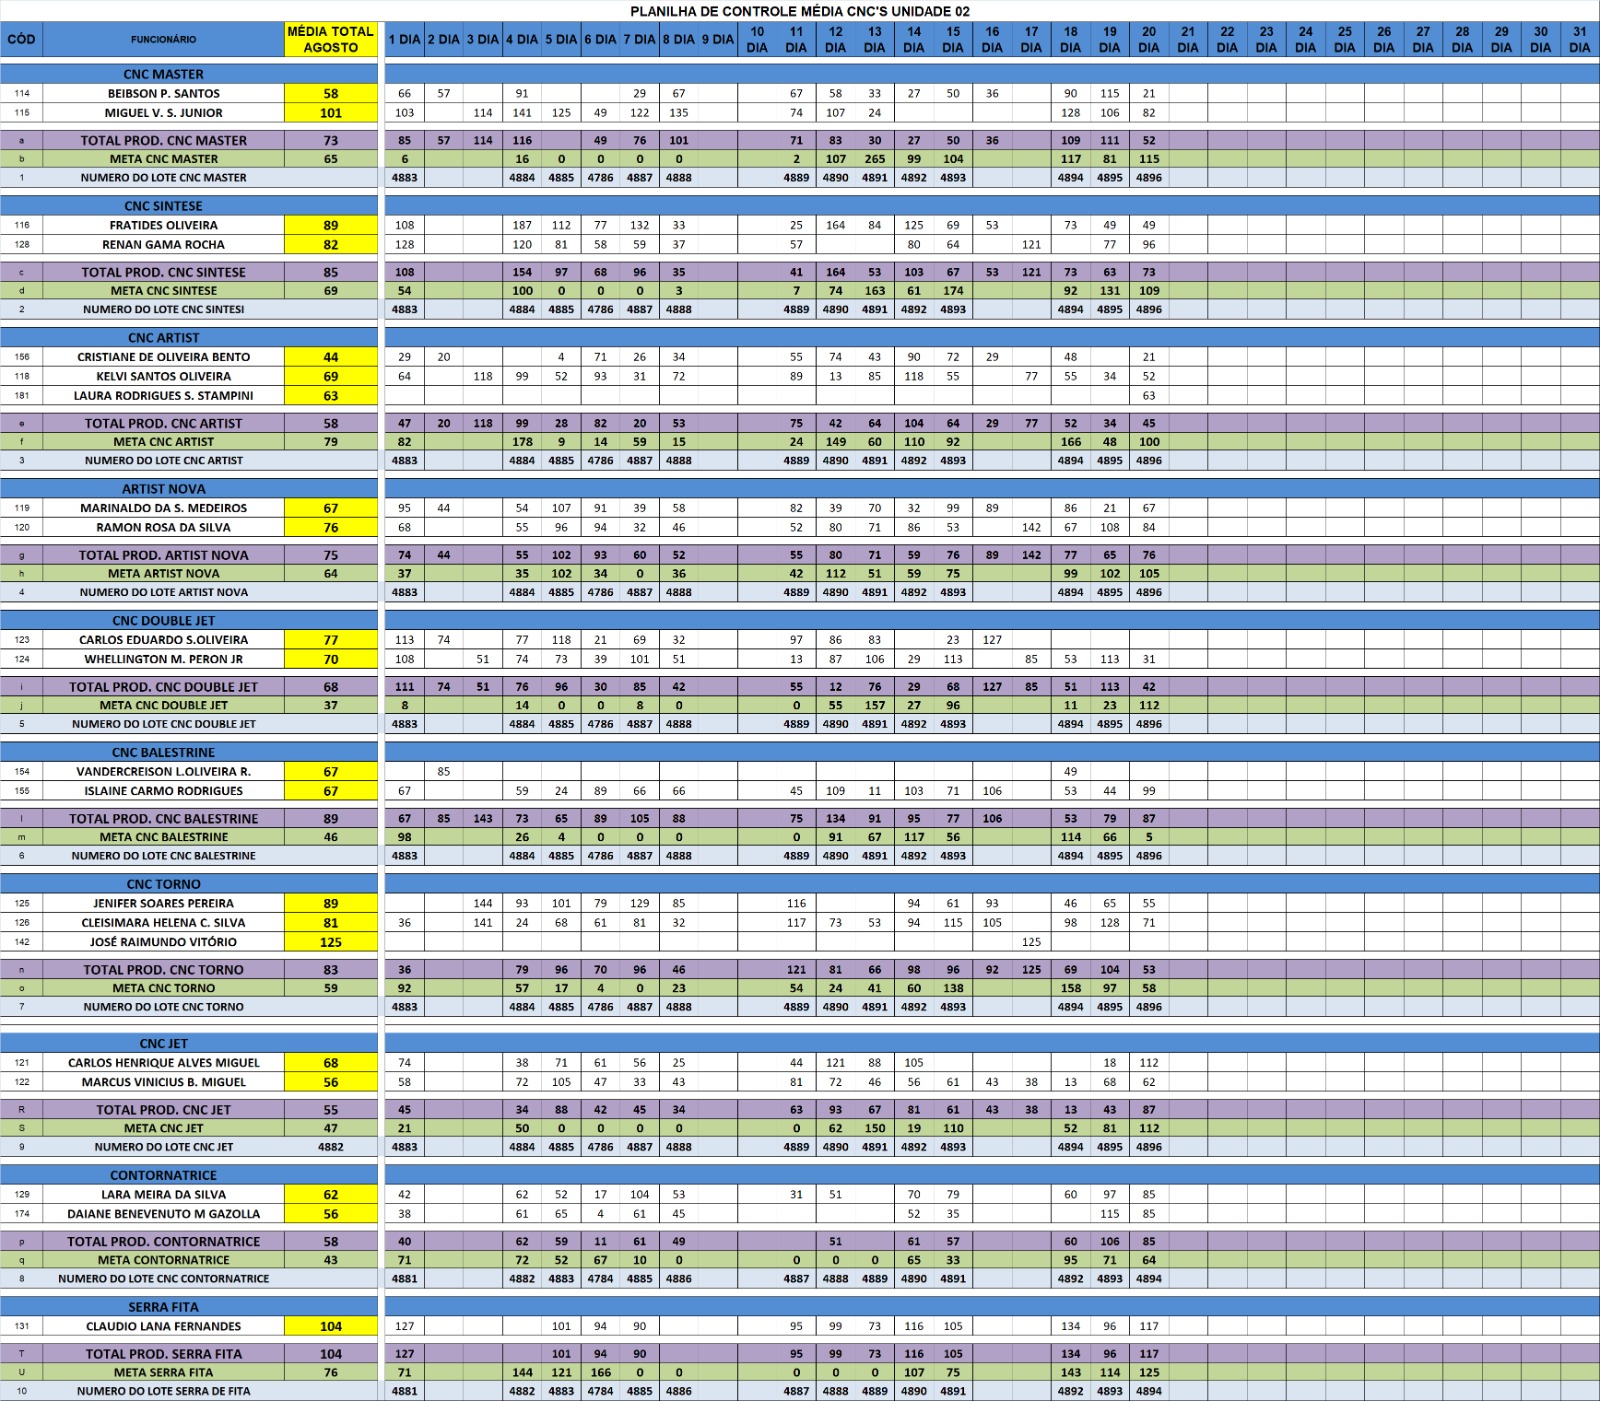 PLANILHA DE CONTROLE MÉDIA CNC'S UNIDADE 02
CÓD FUNCIONÁRIO MÉDIA TOTAL AGOSTO 1 DIA 2 DIA 3 DIA 4 DIA 5 DIA 6 DIA 7 DIA 8 DIA 9 DIA 10 DIA 11 DIA 12 DIA 13 DIA 14 DIA 15 DIA 16 DIA 17 DIA 18 DIA 19 DIA 20 DIA 21 DIA 22 DIA 23 DIA 24 DIA 25 DIA 26 DIA 27 DIA 28 DIA 29 DIA 30 DIA 31 DIA
CNC MASTER
114 BEIBSON P. SANTOS 58 66 57 91 29 67 67 58 33 27 50 36 90 115 21
115 MIGUEL V. S. JUNIOR 101 103 114 141 125 49 122 135 74 107 24 128 106 82
a TOTAL PROD. CNC MASTER 73 85 57 114 116 49 76 101 71 83 30 27 50 36 109 111 52
b META CNC MASTER 65 6 16 0 0 0 0 2 107 265 99 104 117 81 115
1 NUMERO DO LOTE CNC MASTER 4883 4884 4885 4786 4887 4888 4889 4890 4891 4892 4893 4894 4895 4896
CNC SINTESE
116 FRATIDES OLIVEIRA 89 108 187 112 77 132 33 25 164 84 125 69 53 73 49 49
128 RENAN GAMA ROCHA 82 128 120 81 58 59 37 57 80 64 121 77 96
c TOTAL PROD. CNC SINTESE 85 108 154 97 68 96 35 41 164 53 103 67 53 121 73 63 73
d META CNC SINTESE 69 54 100 0 0 0 3 7 74 163 61 174 92 131 109
2 NUMERO DO LOTE CNC SINTESI 4883 4884 4885 4786 4887 4888 4889 4890 4891 4892 4893 4894 4895 4896
CNC ARTIST
156 CRISTIANE DE OLIVEIRA BENTO 44 29 20 4 71 26 34 55 74 43 90 72 29 48 21
118 KELVI SANTOS OLIVEIRA 69 64 118 99 52 93 31 72 89 13 85 118 55 77 55 34 52
181 LAURA RODRIGUES S. STAMPINI 63 63
e TOTAL PROD. CNC ARTIST 58 47 20 118 99 28 82 20 53 75 42 64 104 64 29 77 52 34 45
f META CNC ARTIST 79 82 178 9 14 59 15 24 149 60 110 92 166 48 100
3 NUMERO DO LOTE CNC ARTIST 4883 4884 4885 4786 4887 4888 4889 4890 4891 4892 4893 4894 4895 4896
ARTIST NOVA
119 MARINALDO DA S. MEDEIROS 67 95 44 54 107 91 39 58 82 39 70 32 99 89 86 21 67
120 RAMON ROSA DA SILVA 76 68 55 96 94 32 46 52 80 71 86 53 142 67 108 84
g TOTAL PROD. ARTIST NOVA 75 74 44 55 102 93 60 52 55 80 71 59 76 89 142 77 65 76
h META ARTIST NOVA 64 37 35 102 34 0 36 42 112 51 59 75 99 102 105
4 NUMERO DO LOTE ARTIST NOVA 4883 4884 4885 4786 4887 4888 4889 4890 4891 4892 4893 4894 4895 4896
CNC DOUBLE JET
123 CARLOS EDUARDO S.OLIVEIRA 77 113 74 77 118 21 69 32 97 86 83 23 127
124 WHELLINGTON M. PERON JR 70 108 51 74 73 39 101 51 13 87 106 29 113 85 53 113 31
i TOTAL PROD. CNC DOUBLE JET 68 111 74 51 76 96 30 85 42 55 12 76 29 68 127 85 51 113 42
j META CNC DOUBLE JET 37 8 14 0 0 8 0 0 55 157 27 96 11 23 112
5 NUMERO DO LOTE CNC DOUBLE JET 4883 4884 4885 4786 4887 4888 4889 4890 4891 4892 4893 4894 4895 4896
CNC BALESTRINE
154 VANDERCREISON L.OLIVEIRA R. 67 85 49
155 ISLAINE CARMO RODRIGUES 67 67 59 24 89 66 66 45 109 11 103 71 106 53 44 99
l TOTAL PROD. CNC BALESTRINE 89 67 85 143 73 65 89 105 88 75 134 91 95 77 106 53 79 87
m META CNC BALESTRINE 46 98 26 4 0 0 0 0 91 67 117 56 114 66 5
6 NUMERO DO LOTE CNC BALESTRINE 4883 4884 4885 4786 4887 4888 4889 4890 4891 4892 4893 4894 4895 4896
CNC TORNO
125 JENIFER SOARES PEREIRA 89 144 93 101 79 129 85 116 94 61 93 46 65 55
126 CLEISIMARA HELENA C. SILVA 81 36 141 24 68 61 81 32 117 73 53 94 115 105 98 128 71
142 JOSÉ RAIMUNDO VITÓRIO 125 125
n TOTAL PROD. CNC TORNO 83 36 79 96 70 96 46 121 81 66 98 96 92 125 69 104 53
o META CNC TORNO 59 92 57 17 4 0 23 54 24 41 60 138 158 97 58
7 NUMERO DO LOTE CNC TORNO 4883 4884 4885 4786 4887 4888 4889 4890 4891 4892 4893 4894 4895 4896
CNC JET
121 CARLOS HENRIQUE ALVES MIGUEL 68 74 38 71 61 56 25 44 121 88 105 18 112
122 MARCUS VINICIUS B. MIGUEL 56 58 72 105 47 33 43 81 72 46 56 61 43 38 13 68 62
R TOTAL PROD. CNC JET 55 45 34 88 42 45 34 63 93 67 81 61 43 38 13 43 87
S META CNC JET 47 21 50 0 0 0 0 0 62 150 19 110 52 81 112
9 NUMERO DO LOTE CNC JET 4882 4883 4884 4885 4786 4887 4888 4889 4890 4891 4892 4893 4894 4895 4896
CONTORNATRICE
129 LARA MEIRA DA SILVA 62 42 62 52 17 104 53 31 51 70 79 60 97 85
174 DAIANE BENEVENUTO M GAZOLLA 56 38 61 65 4 61 45 52 35 115 85
p TOTAL PROD. CONTORNATRICE 58 40 62 59 11 61 49 51 61 57 60 106 85
q META CONTORNATRICE 43 71 72 52 67 10 0 0 0 0 65 33 95 71 64
8 NUMERO DO LOTE CNC CONTORNATRICE 4881 4882 4883 4784 4885 4886 4887 4888 4889 4890 4891 4892 4893 4894
SERRA FITA
131 CLAUDIO LANA FERNANDES 104 127 101 94 90 95 99 73 116 105 134 96 117
T TOTAL PROD. SERRA FITA 104 127 101 94 90 95 99 73 116 105 134 96 117
U META SERRA FITA 76 71 144 121 166 0 0 0 0 0 107 75 143 114 125
10 NUMERO DO LOTE SERRA DE FITA 4881 4882 4883 4784 4885 4886 4887 4888 4889 4890 4891 4892 4893 4894